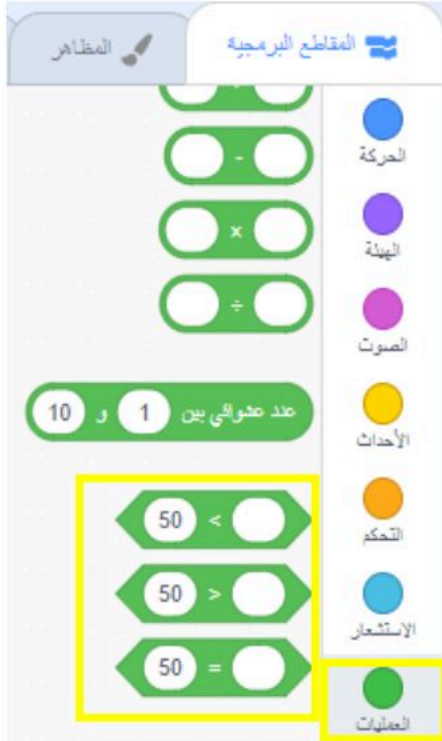 المقاطع البرمجية
المظاهر
الحركة
الهيئة
الصوت
الأحداث
التحكم
الاستشعار
العمليات
-
×
÷
عدد عشوائي بين 1 و 10
< 50
> 50
= 50